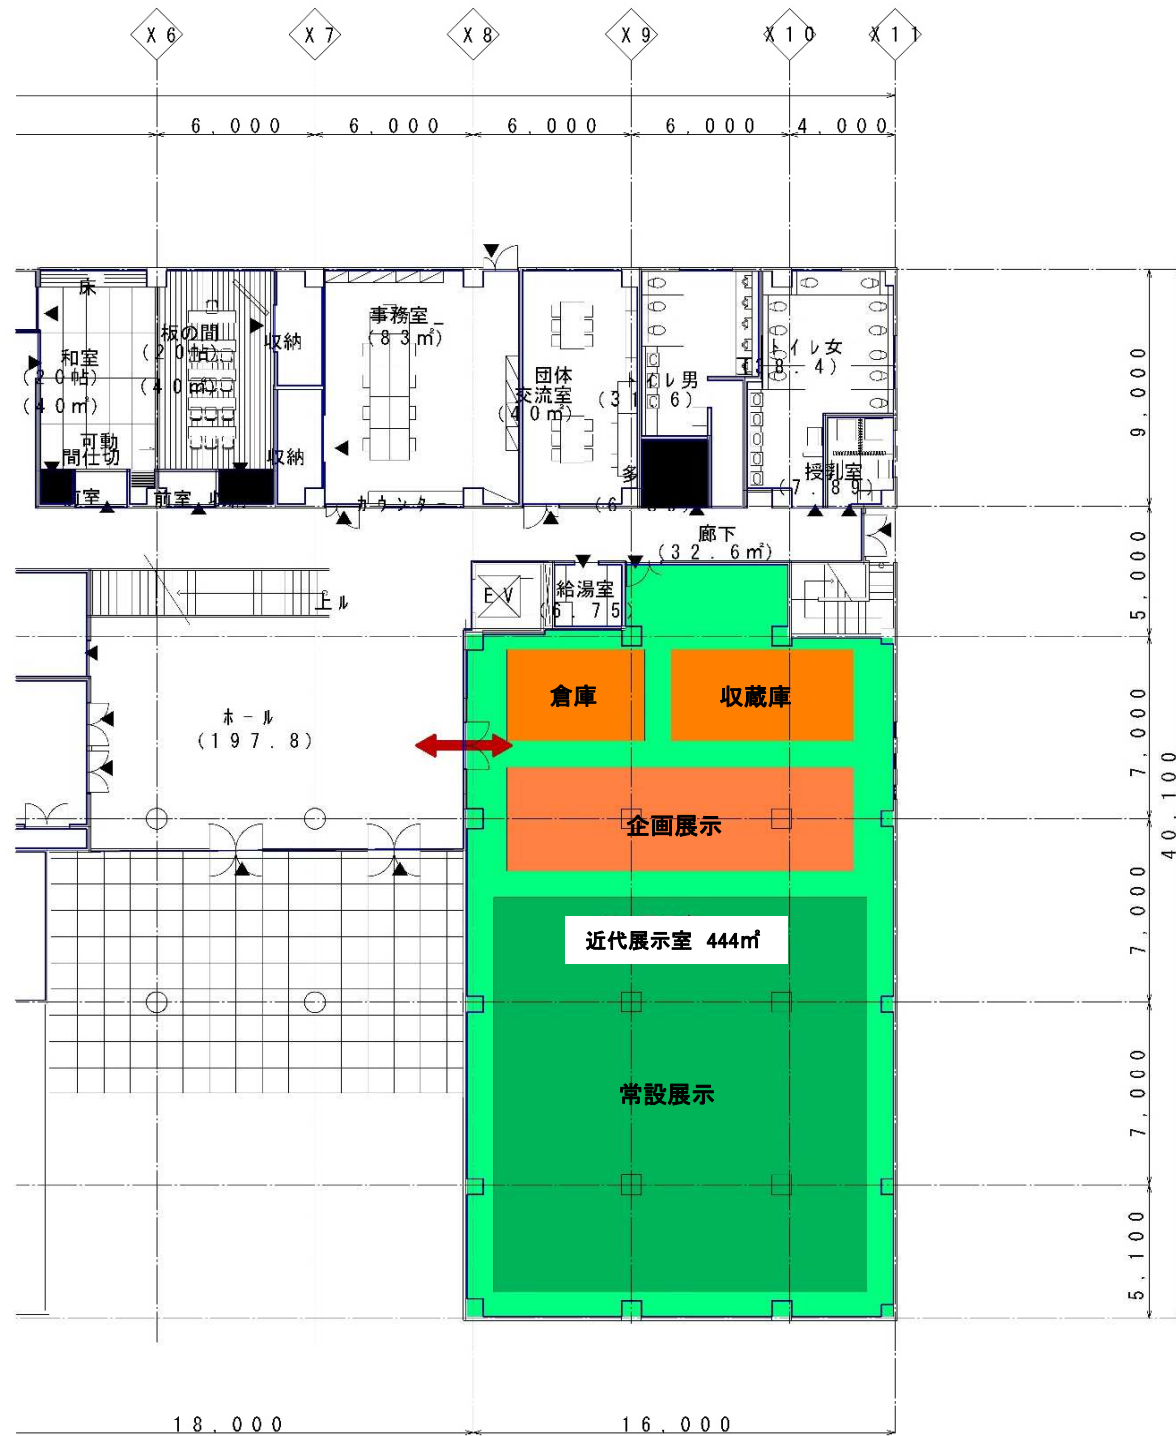 X6
X7
X8
X9
X10
X11
6,000
6,000
6,000
6,000
4,000
床
板の間
(20帖)
(40㎡)
和室
(20帖)
(40㎡)
可動
間仕切
収納
収納
事務室
(83㎡)
団体
交流室
(40㎡)
トイレ男
トイレ女
授乳室
(7.89)
前室
カウンター
多
廊下
(32.6㎡)
9,000
5,000
7,000
7,000
7,000
5,100
40,100
上ル
EV
給湯室
(6.75)
倉庫
収蔵庫
ホール
(197.8)
企画展示
近代展示室 444㎡
常設展示
18,000
16,000